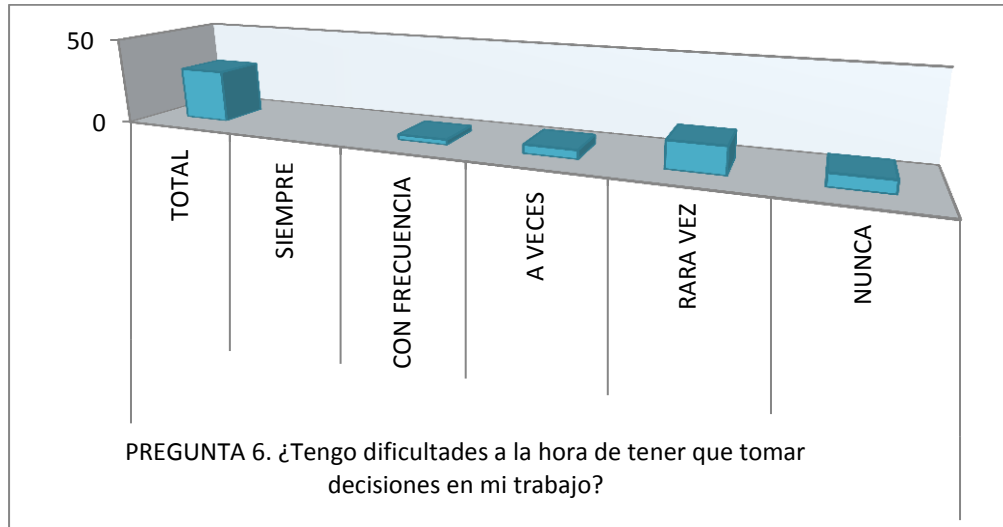 50
0
TOTAL
SIEMPRE
CON FRECUENCIA
A VECES
RARA VEZ
NUNCA
PREGUNTA 6. ¿Tengo dificultades a la hora de tener que tomar
decisiones en mi trabajo?